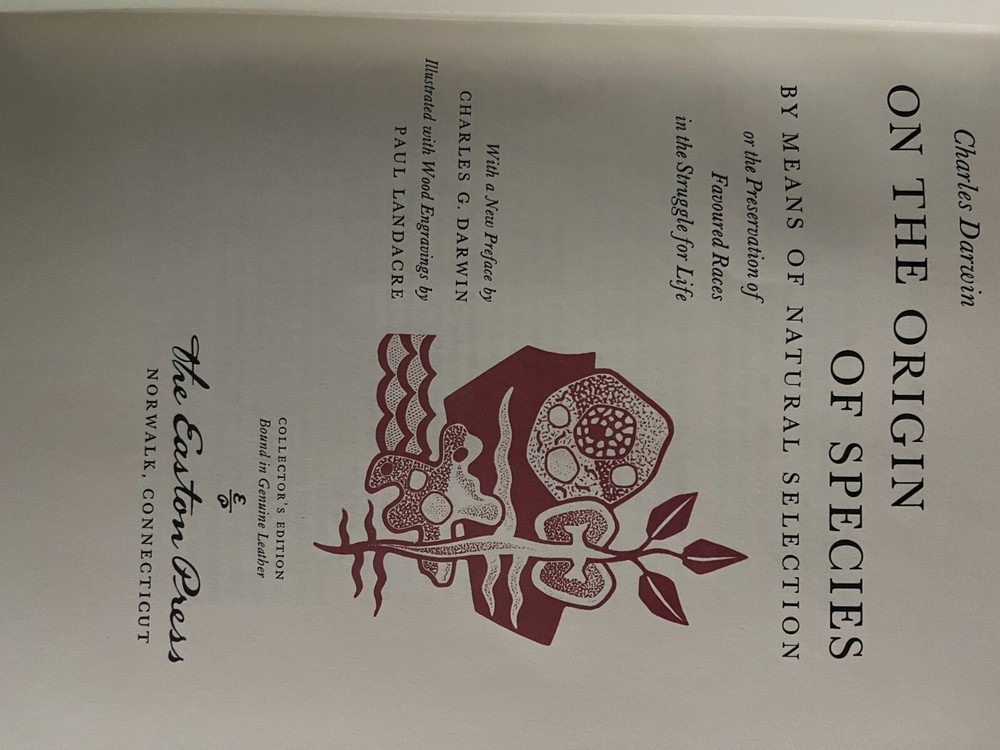 Charles Darwin
ON THE ORIGIN
OF SPECIES
BY MEANS OF NATURAL SELECTION
or the Preservation of
Favoured Races
in the Struggle for Life
With a New Preface by
CHARLES G. DARWIN
Illustrated with Wood Engravings by
PAUL LANDACRE
COLLECTOR'S EDITION
Bound in Genuine Leather
EP
The Easton Press
NORWALK, CONNECTICUT